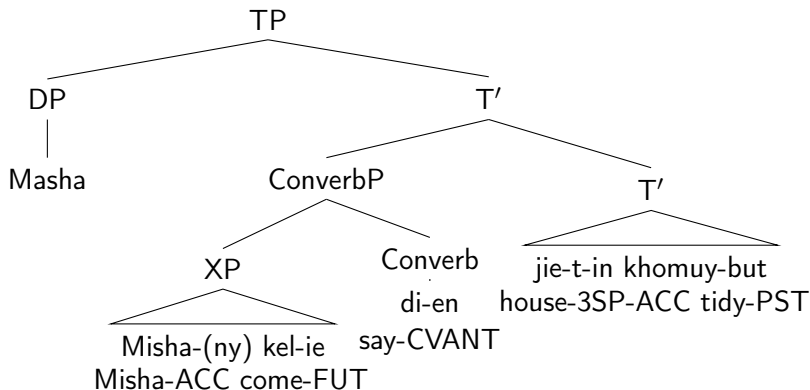 TP
DP T′
Masha ConverbP T′
XP Converb jie-t-in khomuy-but
di-en house-3SP-ACC tidy-PST
Misha-(ny) kel-ie say-CVANT
Misha-ACC come-FUT